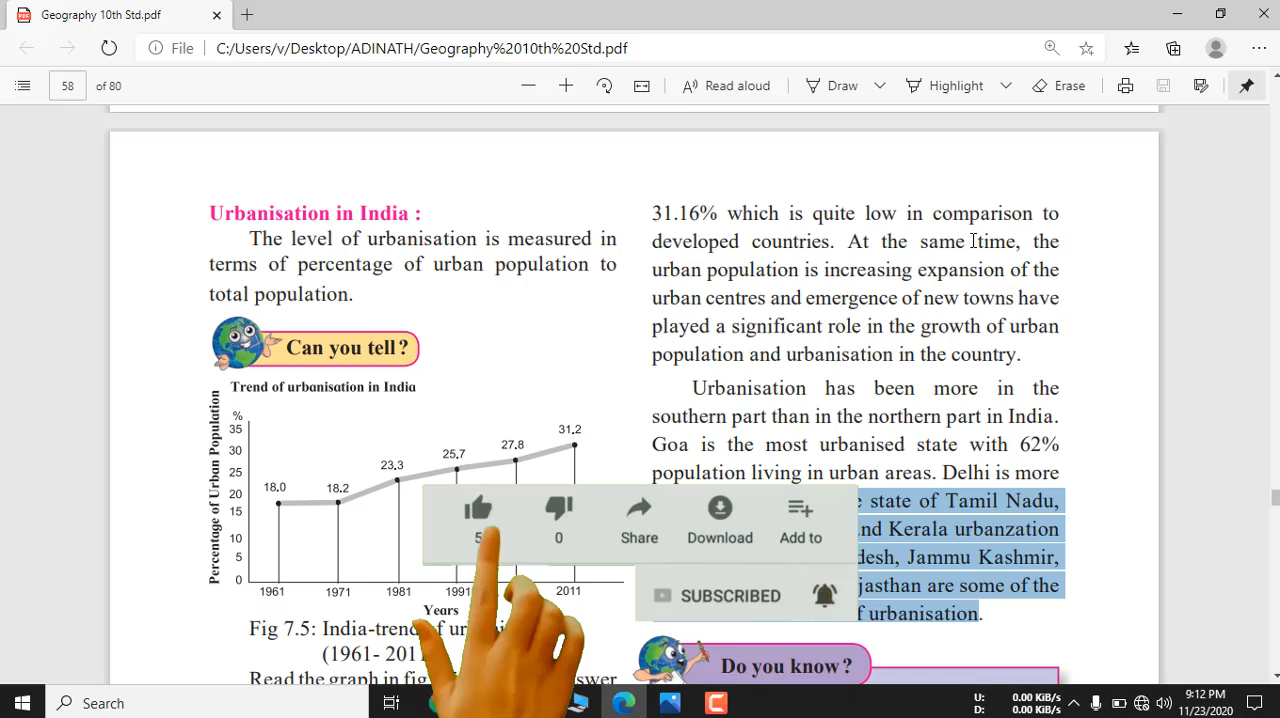 Geography 10th Std.pdf
File
C:/Users/v/Desktop/ADINATH/Geography%2010th%20Std.pdf
58 of 80
Read aloud
Draw
Highlight
Erase
Urbanisation in India :
The level of urbanisation is measured in
terms of percentage of urban population to
total population.
Can you tell?
Trend of urbanisation in India
Percentage of Urban Population
%
35
30
25
20
15
10
5
0
18.0
18.2
23.3
25.7
27.8
31.2
1961
1971
1981
1991
2011
Years
Fig 7.5: India-trend of
(1961- 201
Read the graph in
31.16% which is quite low in comparison to
developed countries. At the same time, the
urban population is increasing expansion of the
urban centres and emergence of new towns have
played a significant role in the growth of urban
population and urbanisation in the country.
Urbanisation has been more in the
southern part than in the northern part in India.
Goa is the most urbanised state with 62%
population living in urban areas. Delhi is more
state of Tamil Nadu,
Kerala urbanzation
Jammu Kashmir,
are some of the
urbanisation.
Do you know?
5
0
Share
Download
Add to
SUBSCRIBED
Search
U: 0.00 KiB/s
D: 0.00 KiB/s
9:12 PM
11/23/2020